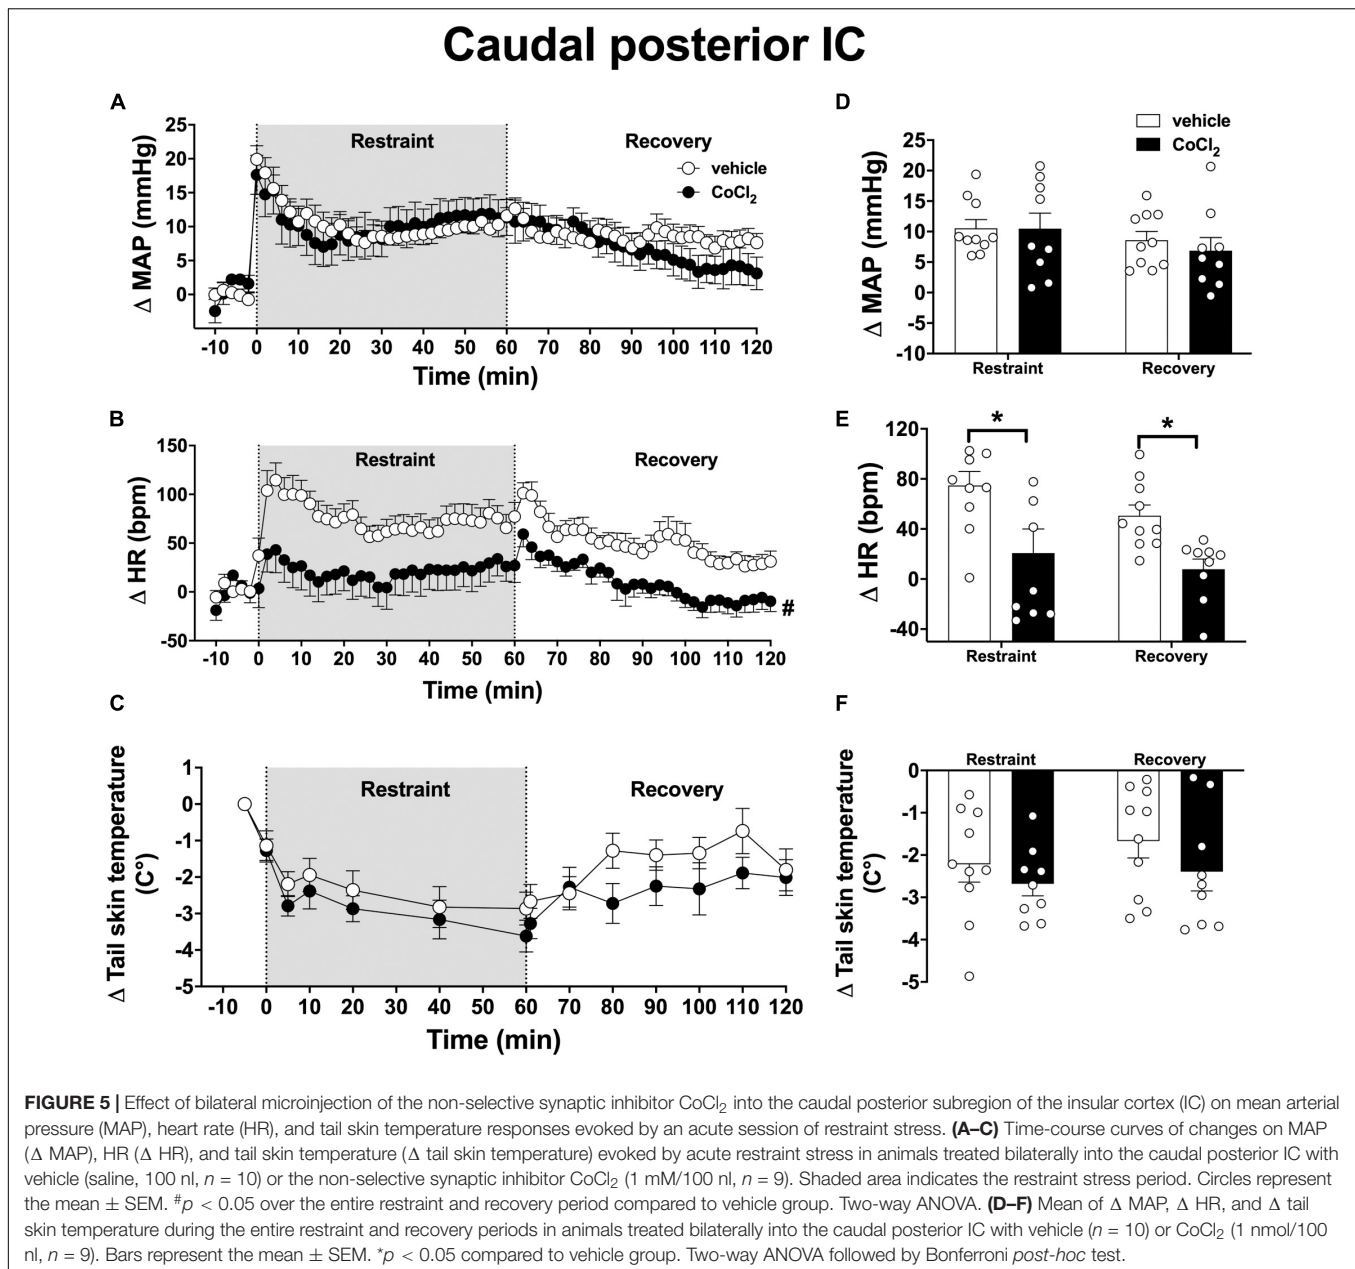 Caudal posterior IC
A
Δ MAP (mmHg)
25
20
15
10
5
0
Restraint
Recovery
vehicle
CoCl₂
-10 0 10 20 30 40 50 60 70 80 90 100 110 120
Time (min)
D
vehicle
CoCl₂
Δ MAP (mmHg)
25
20
15
10
5
0
-5
-10
Restraint
Recovery
B
Δ HR (bpm)
150
100
50
0
-50
Restraint
Recovery
#
-10 0 10 20 30 40 50 60 70 80 90 100 110 120
Time (min)
E
Δ HR (bpm)
120
80
40
0
-40
*
*
Restraint
Recovery
C
Δ Tail skin temperature
(C°)
1
0
-1
-2
-3
-4
-5
Restraint
Recovery
-10 0 10 20 30 40 50 60 70 80 90 100 110 120
Time (min)
F
Δ Tail skin temperature
(C°)
Restraint
Recovery
0
-1
-2
-3
-4
-5
FIGURE 5 | Effect of bilateral microinjection of the non-selective synaptic inhibitor CoCl₂ into the caudal posterior subregion of the insular cortex (IC) on mean arterial
pressure (MAP), heart rate (HR), and tail skin temperature responses evoked by an acute session of restraint stress. (A–C) Time-course curves of changes on MAP
(Δ MAP), HR (Δ HR), and tail skin temperature (Δ tail skin temperature) evoked by acute restraint stress in animals treated bilaterally into the caudal posterior IC with
vehicle (saline, 100 nl, n = 10) or the non-selective synaptic inhibitor CoCl₂ (1 mM/100 nl, n = 9). Shaded area indicates the restraint stress period. Circles represent
the mean ± SEM. #p < 0.05 over the entire restraint and recovery period compared to vehicle group. Two-way ANOVA. (D–F) Mean of Δ MAP, Δ HR, and Δ tail
skin temperature during the entire restraint and recovery periods in animals treated bilaterally into the caudal posterior IC with vehicle (n = 10) or CoCl₂ (1 nmol/100
nl, n = 9). Bars represent the mean ± SEM. *p < 0.05 compared to vehicle group. Two-way ANOVA followed by Bonferroni post-hoc test.